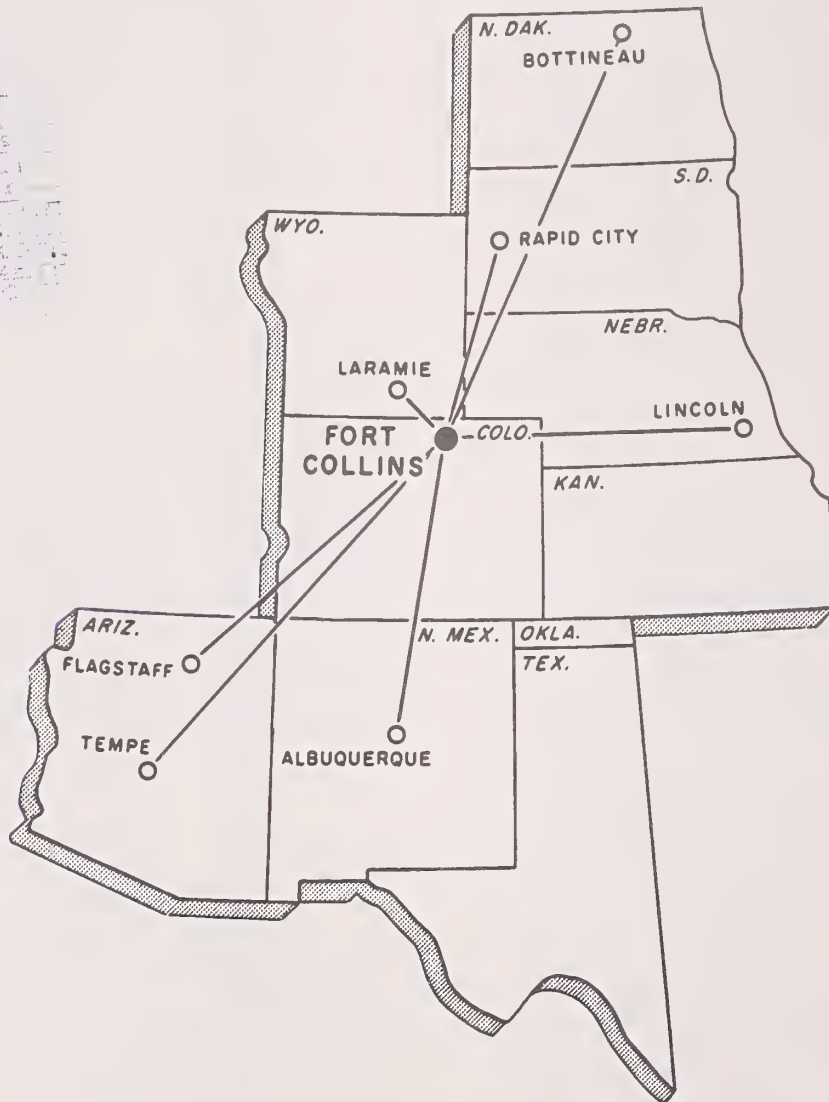 N. DAK.
BOTTINEAU
S.D.
WYO.
RAPID CITY
NEBR.
LARAMIE
LINCOLN
FORT
COLLINS
COLO.
KAN.
ARIZ.
N. MEX.
OKLA.
FLAGSTAFF
TEX.
TEMPE
ALBUQUERQUE